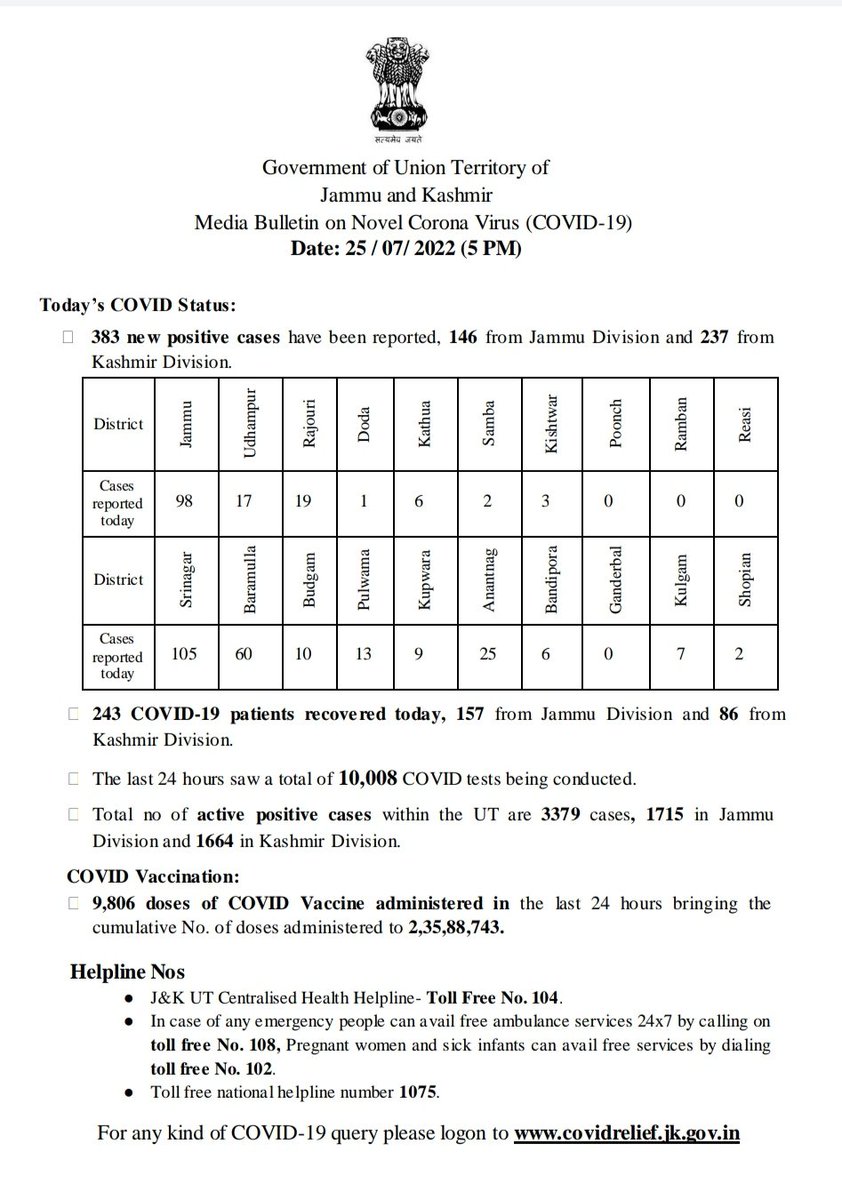 सत्यमेव जयते
Government of Union Territory of
Jammu and Kashmir
Media Bulletin on Novel Corona Virus (COVID-19)
Date: 25 / 07/ 2022 (5 PM)
Today’s COVID Status:
383 new positive cases have been reported, 146 from Jammu Division and 237 from
Kashmir Division.
District Jammu Udhampur Rajouri Doda Kathua Samba Kishtwar Poonch Ramban Reasi
Cases
reported
today
98 17 19 1 6 2 3 0 0 0
District Srinagar Baramulla Budgam Pulwama Kupwara Anantnag Bandipora Ganderbal Kulgam Shopian
Cases
reported
today
105 60 10 13 9 25 6 0 7 2
243 COVID-19 patients recovered today, 157 from Jammu Division and 86 from
Kashmir Division.
The last 24 hours saw a total of 10,008 COVID tests being conducted.
Total no of active positive cases within the UT are 3379 cases, 1715 in Jammu
Division and 1664 in Kashmir Division.
COVID Vaccination:
9,806 doses of COVID Vaccine administered in the last 24 hours bringing the
cumulative No. of doses administered to 2,35,88,743.
Helpline Nos
● J&K UT Centralised Health Helpline- Toll Free No. 104.
● In case of any emergency people can avail free ambulance services 24x7 by calling on
toll free No. 108, Pregnant women and sick infants can avail free services by dialing
toll free No. 102.
● Toll free national helpline number 1075.
For any kind of COVID-19 query please logon to www.covidrelief.jk.gov.in